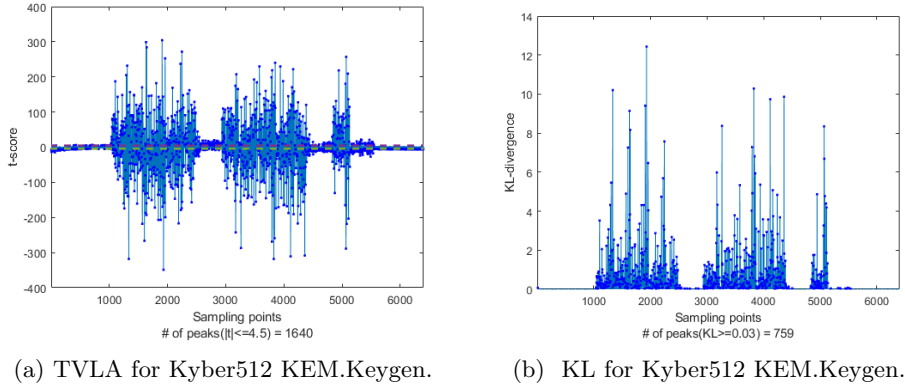 400
300
200
100
0
-100
-200
-300
-400
t-score
1000 2000 3000 4000 5000 6000
Sampling points
# of peaks(|t|<=4.5) = 1640
(a) TVLA for Kyber512 KEM.Keygen.
14
12
10
8
6
4
2
0
KL-divergence
1000 2000 3000 4000 5000 6000
Sampling points
# of peaks(KL>=0.03) = 759
(b) KL for Kyber512 KEM.Keygen.